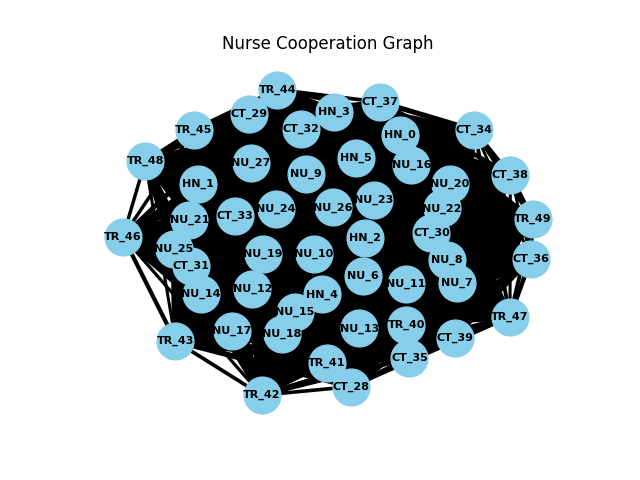 Nurse Cooperation Graph
TR_44
CT_37
HN_3
CT_29
CT_32
TR_45
CT_34
HN_0
HN_5
TR_48
NU_27
NU_16
NU_9
CT_38
HN_1
NU_20
NU_23
NU_26
NU_24
NU_22
CT_33
NU_21
TR_49
CT_30
TR_46
HN_2
NU_25
NU_19
NU_10
NU_8
CT_36
CT_31
NU_6
NU_7
NU_11
NU_12
NU_14
HN_4
NU_15
TR_47
TR_40
NU_13
NU_17
NU_18
CT_39
TR_43
CT_35
TR_41
CT_28
TR_42